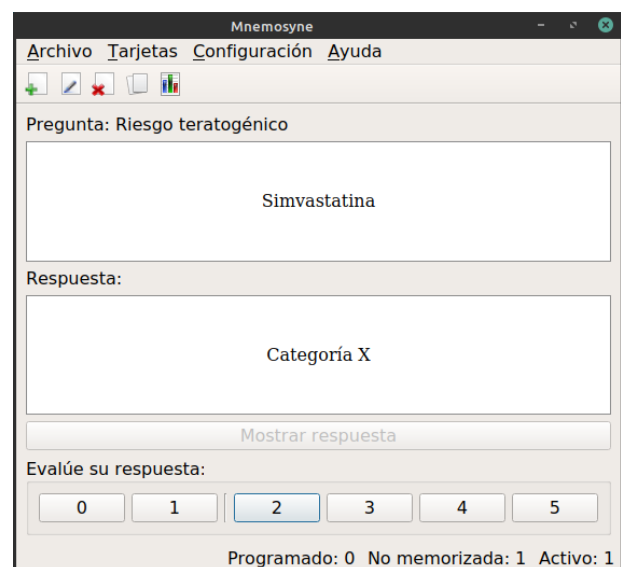 Mnemosyne
Archivo Tarjetas Configuración Ayuda
Pregunta: Riesgo teratogénico
Simvastatina
Respuesta:
Categoría X
Mostrar respuesta
Evalúe su respuesta:
0 1 2 3 4 5
Programado: 0 No memorizada: 1 Activo: 1